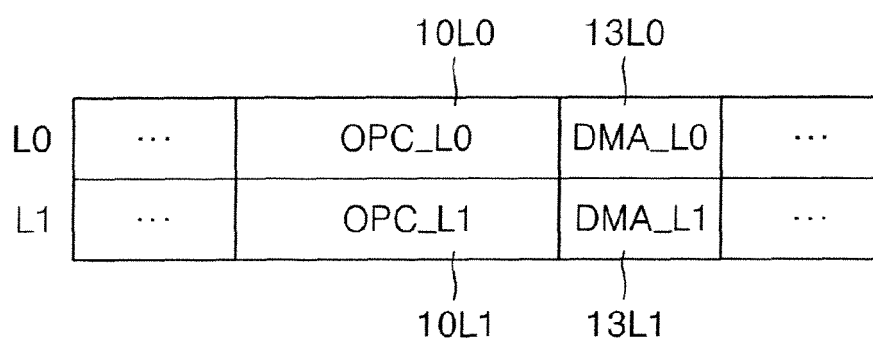 10L0 13L0
L0 ... OPC_L0 DMA_L0 ...
L1 ... OPC_L1 DMA_L1 ...
10L1 13L1